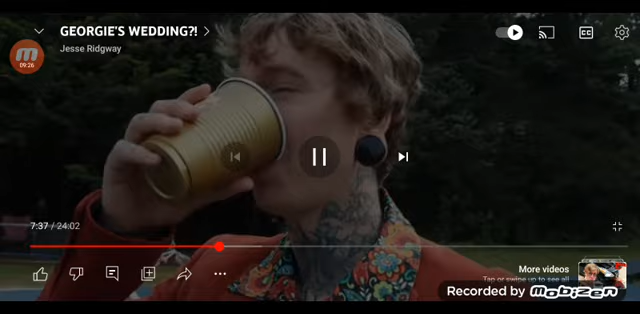 GEORGIE'S WEDDING?!
Jesse Ridgway
CC
m
09:26
7:37 / 24:02
More videos
Tap or swipe up to see all
Recorded by mobizen